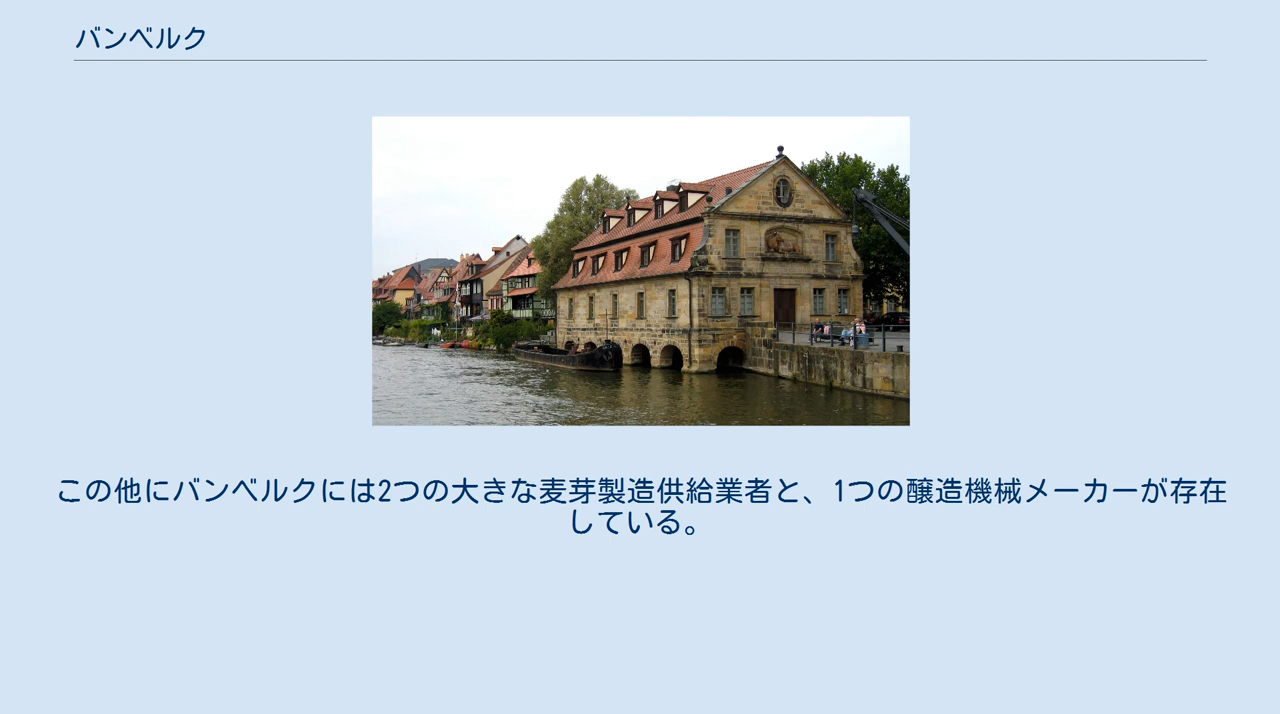 バンベルク
この他にバンベルクには2つの大きな麦芽製造供給業者と、1つの醸造機械メーカーが存在
している。